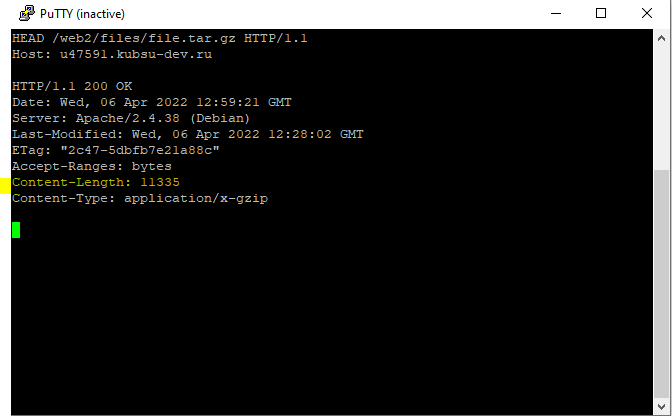 PuTTY (inactive)
HEAD /web2/files/file.tar.gz HTTP/1.1
Host: u47591.kubsu-dev.ru
HTTP/1.1 200 OK
Date: Wed, 06 Apr 2022 12:59:21 GMT
Server: Apache/2.4.38 (Debian)
Last-Modified: Wed, 06 Apr 2022 12:28:02 GMT
ETag: "2c47-5dbfb7e21a88c"
Accept-Ranges: bytes
Content-Length: 11335
Content-Type: application/x-gzip